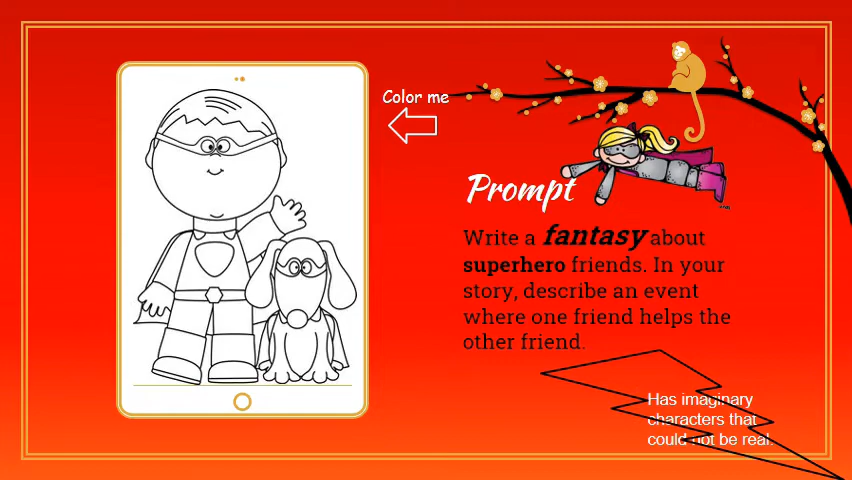 Color me
Prompt
Write a fantasy about
superhero friends. In your
story, describe an event
where one friend helps the
other friend.
Has imaginary
characters that
could not be real.